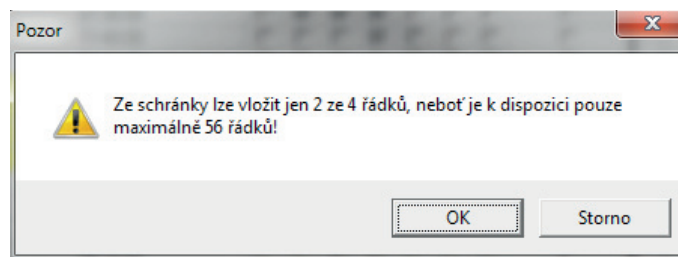 Pozor
Ze schránky lze vložit jen 2 ze 4 řádků, neboť je k dispozici pouze
maximálně 56 řádků!
OK Storno